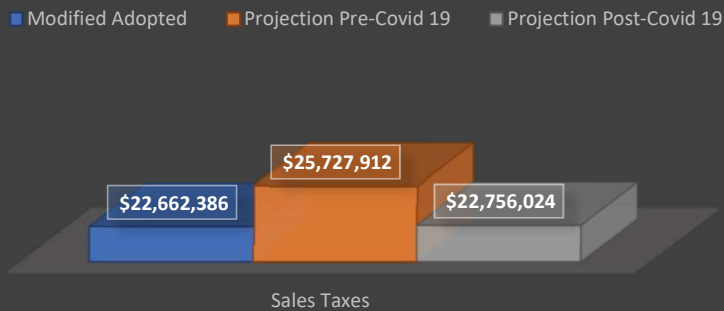 Modified Adopted Projection Pre-Covid 19 Projection Post-Covid 19
$25,727,912
$22,662,386 $22,756,024
Sales Taxes